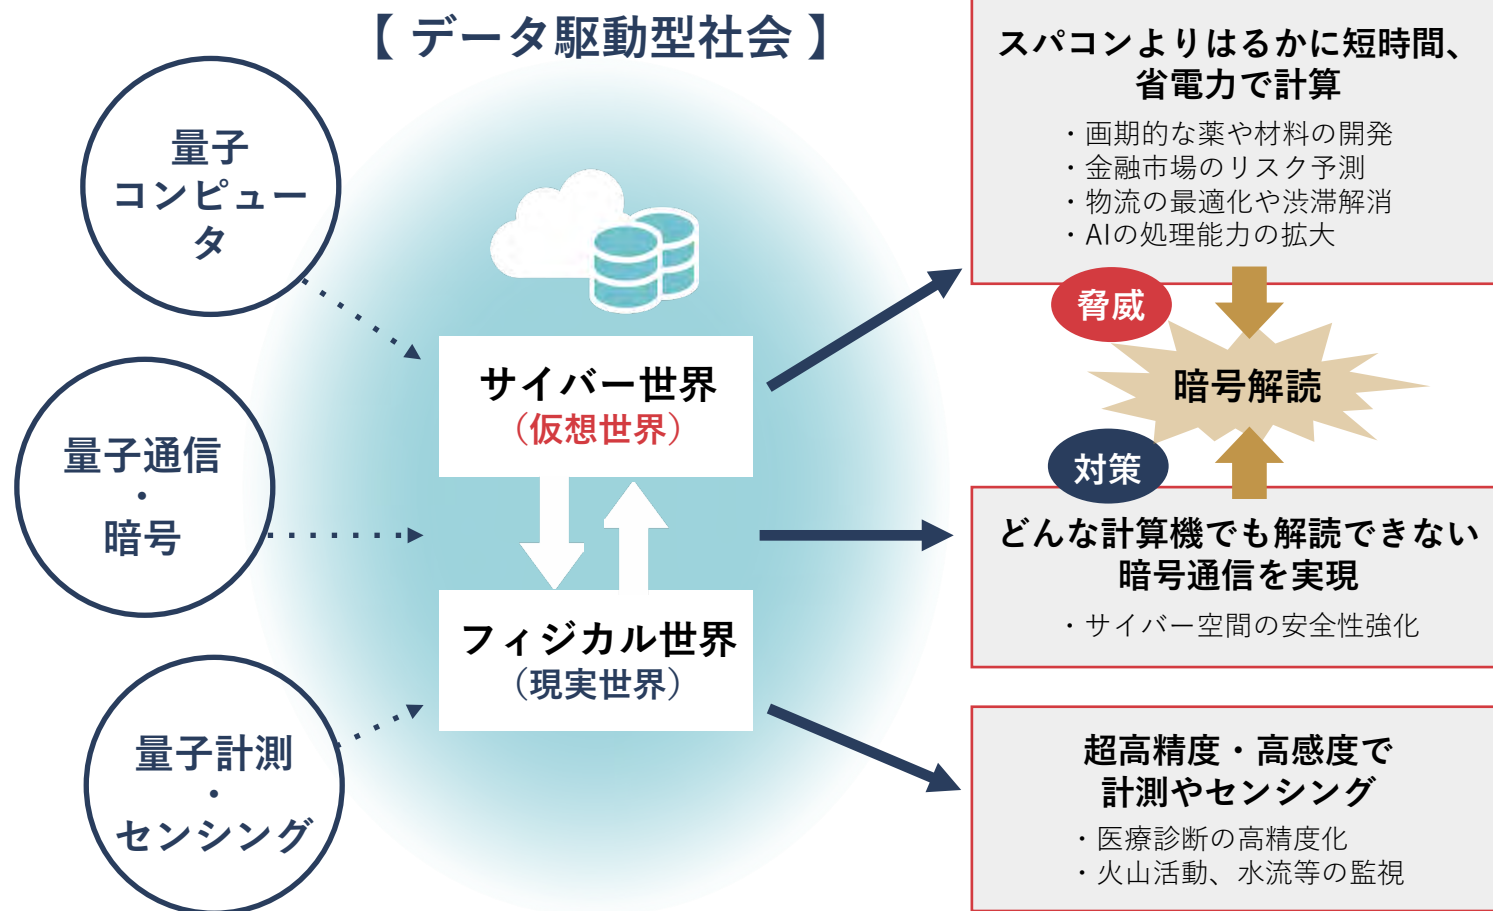 【 データ駆動型社会 】
量子
コンピュー
タ
量子通信
・
暗号
量子計測
・
センシング
サイバー世界
（仮想世界）
フィジカル世界
（現実世界）
スパコンよりはるかに短時間、
省電力で計算
・画期的な薬や材料の開発
・金融市場のリスク予測
・物流の最適化や渋滞解消
・AIの処理能力の拡大
脅威
暗号解読
対策
どんな計算機でも解読できない
暗号通信を実現
・サイバー空間の安全性強化
超高精度・高感度で
計測やセンシング
・医療診断の高精度化
・火山活動、水流等の監視